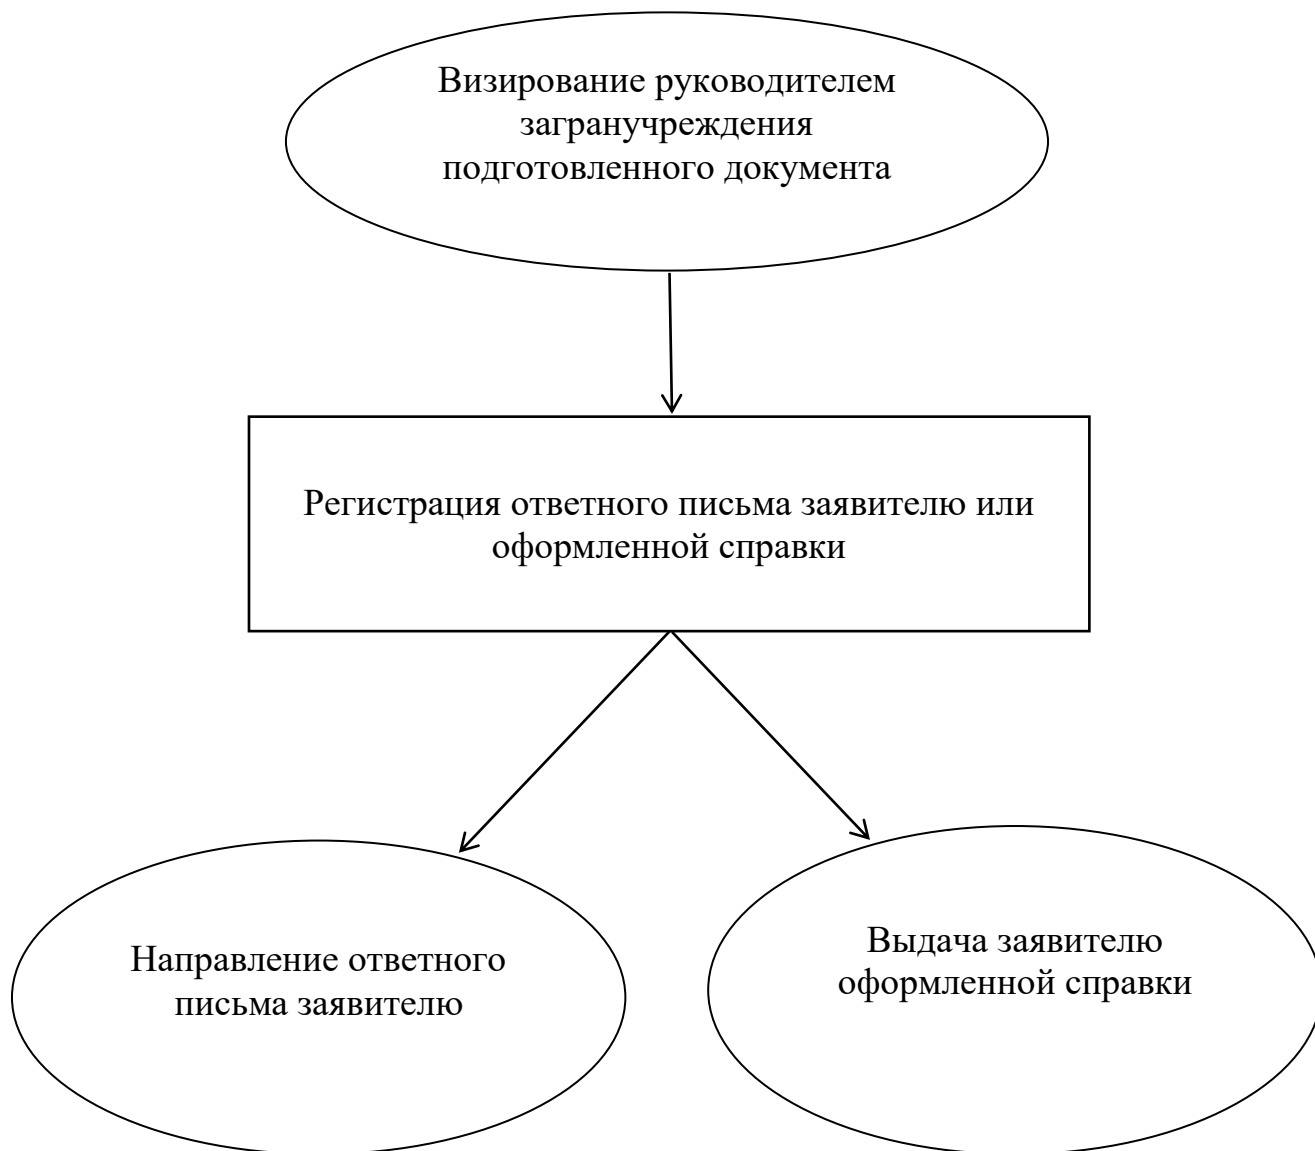 Визирование руководителем
загранучреждения
подготовленного документа
Регистрация ответного письма заявителю или
оформленной справки
Направление ответного
письма заявителю
Выдача заявителю
оформленной справки